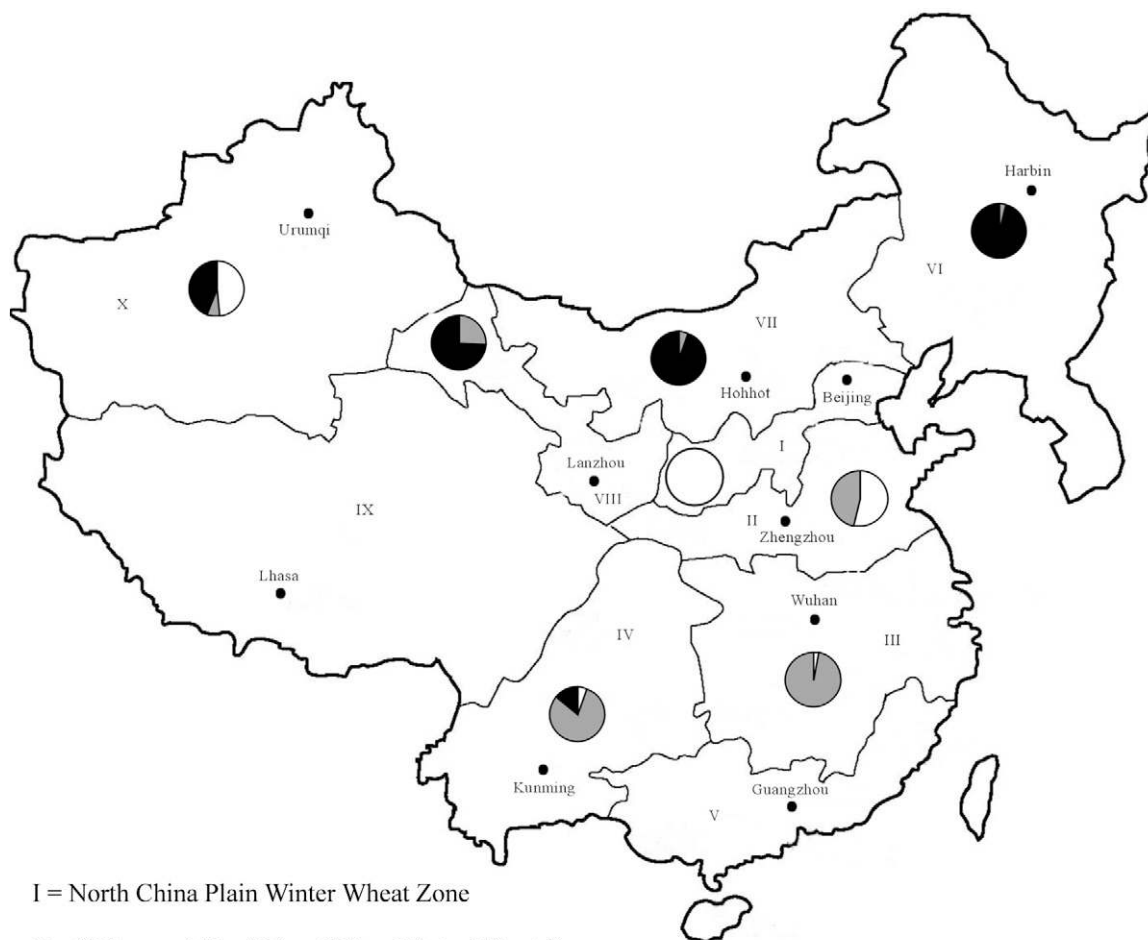 Harbin
Urumqi
VI
X
VII
Hohhot
Beijing
I
Lanzhou
VIII
II
Zhengzhou
IX
Lhasa
Wuhan
IV
III
Kunming
Guangzhou
V
I = North China Plain Winter Wheat Zone